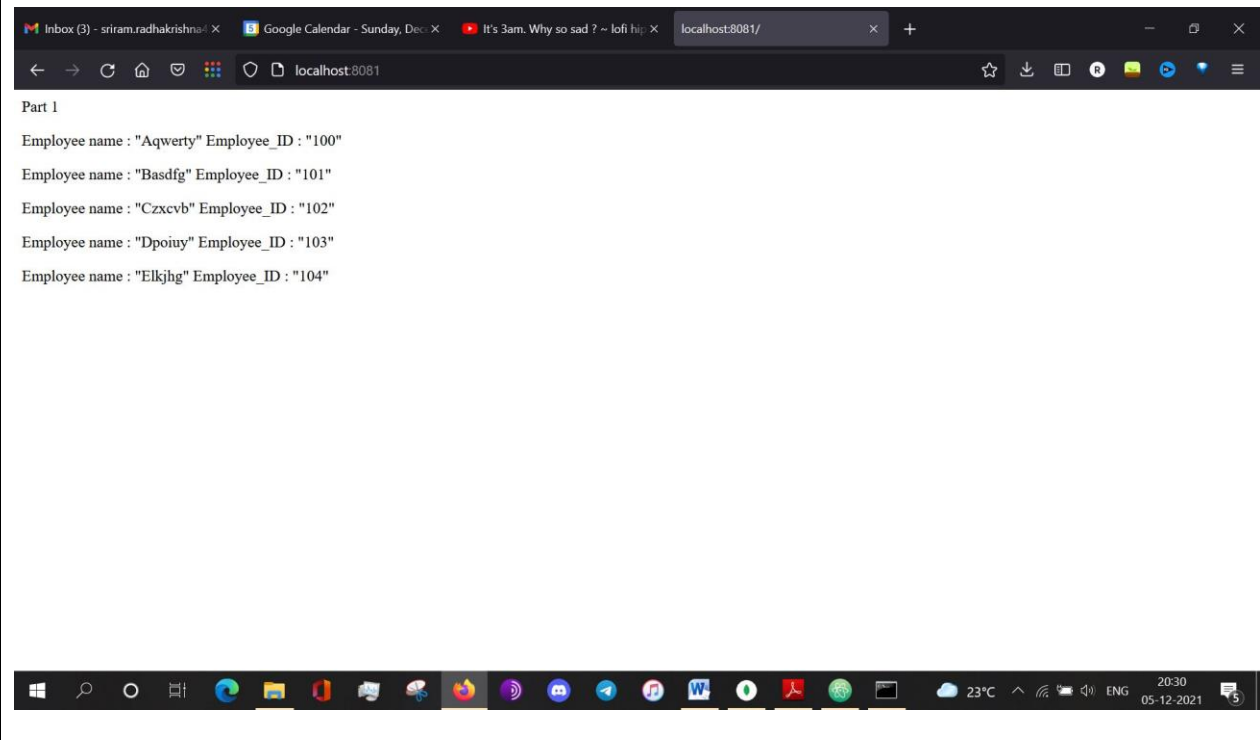 Inbox (3) - sriram.radhakrishna4 Google Calendar - Sunday, Dec It's 3am. Why so sad ? ~ lofi hip localhost:8081/
localhost:8081
Part 1
Employee name : "Aqwerty" Employee_ID : "100"
Employee name : "Basdfg" Employee_ID : "101"
Employee name : "Czxcvb" Employee_ID : "102"
Employee name : "Dpoiuy" Employee_ID : "103"
Employee name : "Elkjhg" Employee_ID : "104"
23°C ENG 20:30
05-12-2021 5